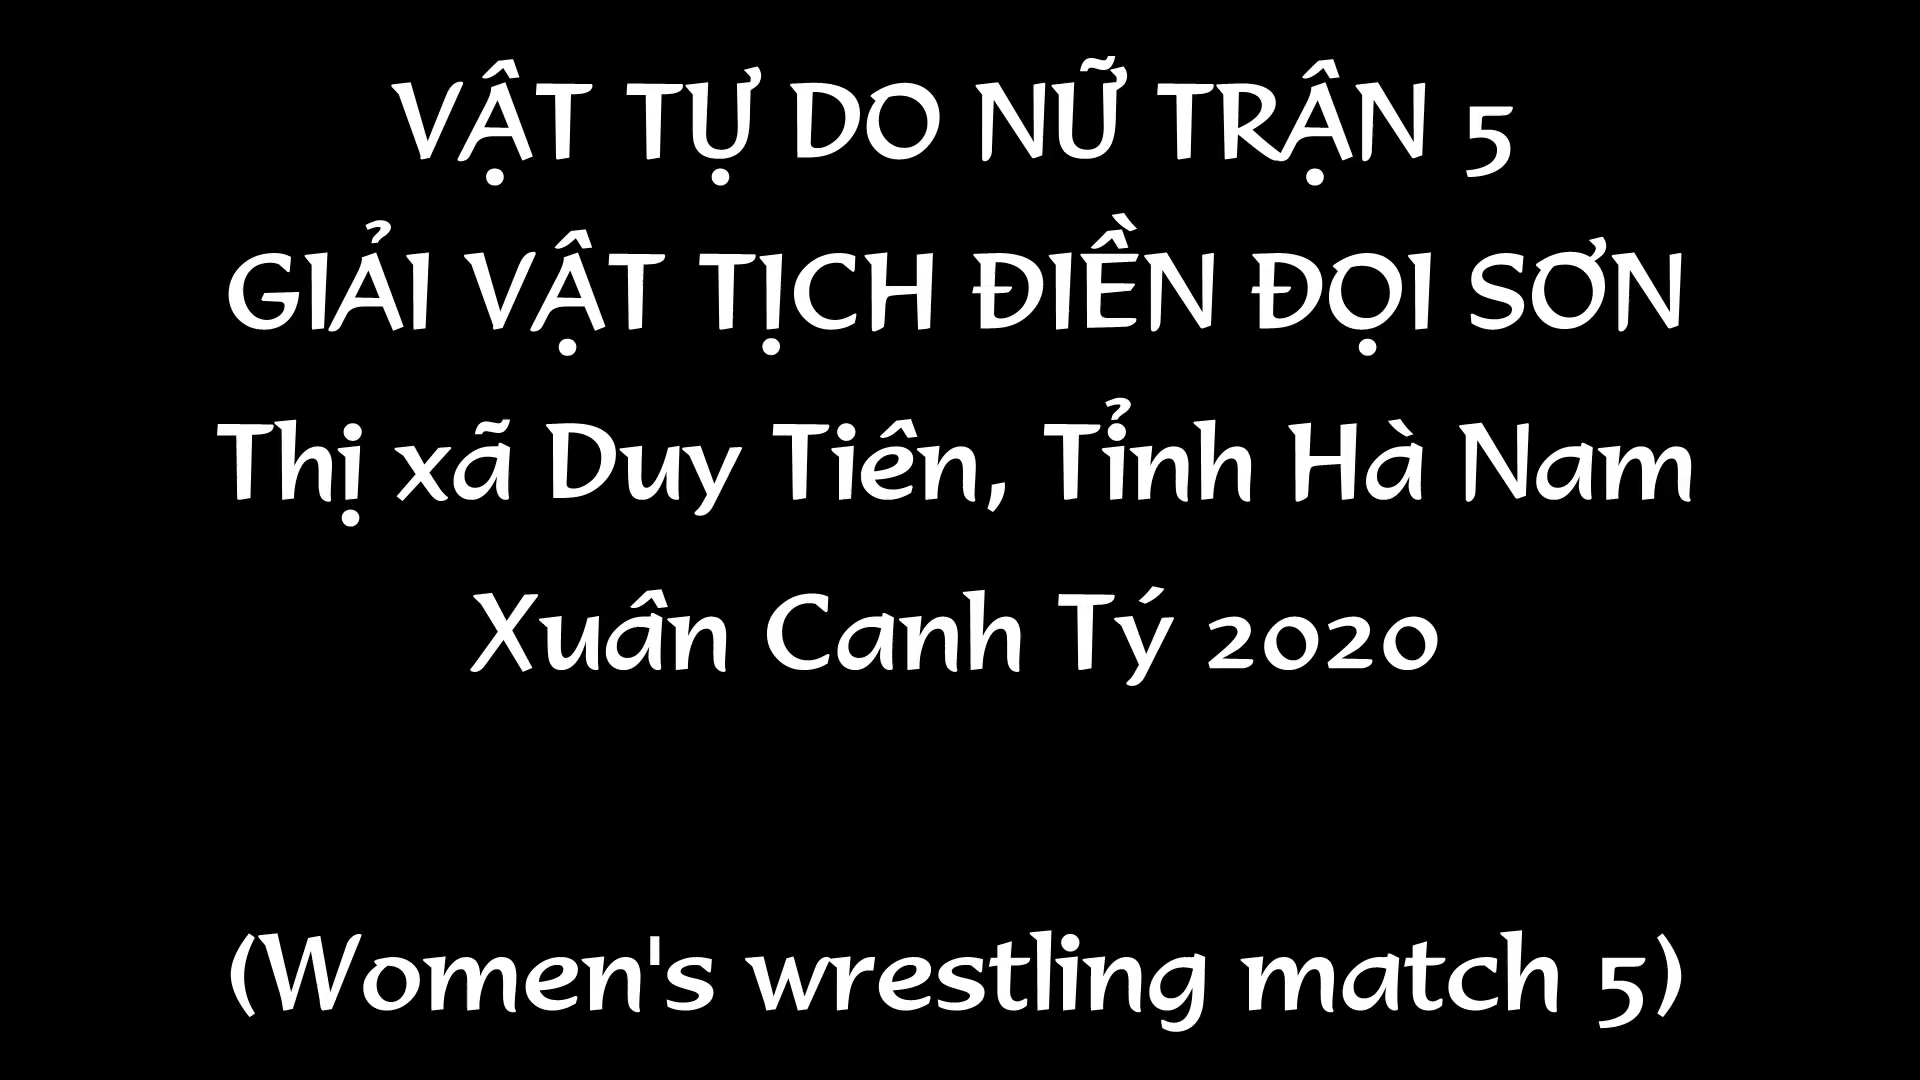 VẬT TỰ DO NỮ TRẬN 5
GIẢI VẬT TỊCH ĐIỀN ĐỌI SƠN
Thị xã Duy Tiên, Tỉnh Hà Nam
Xuân Canh Tý 2020
(Women's wrestling match 5)